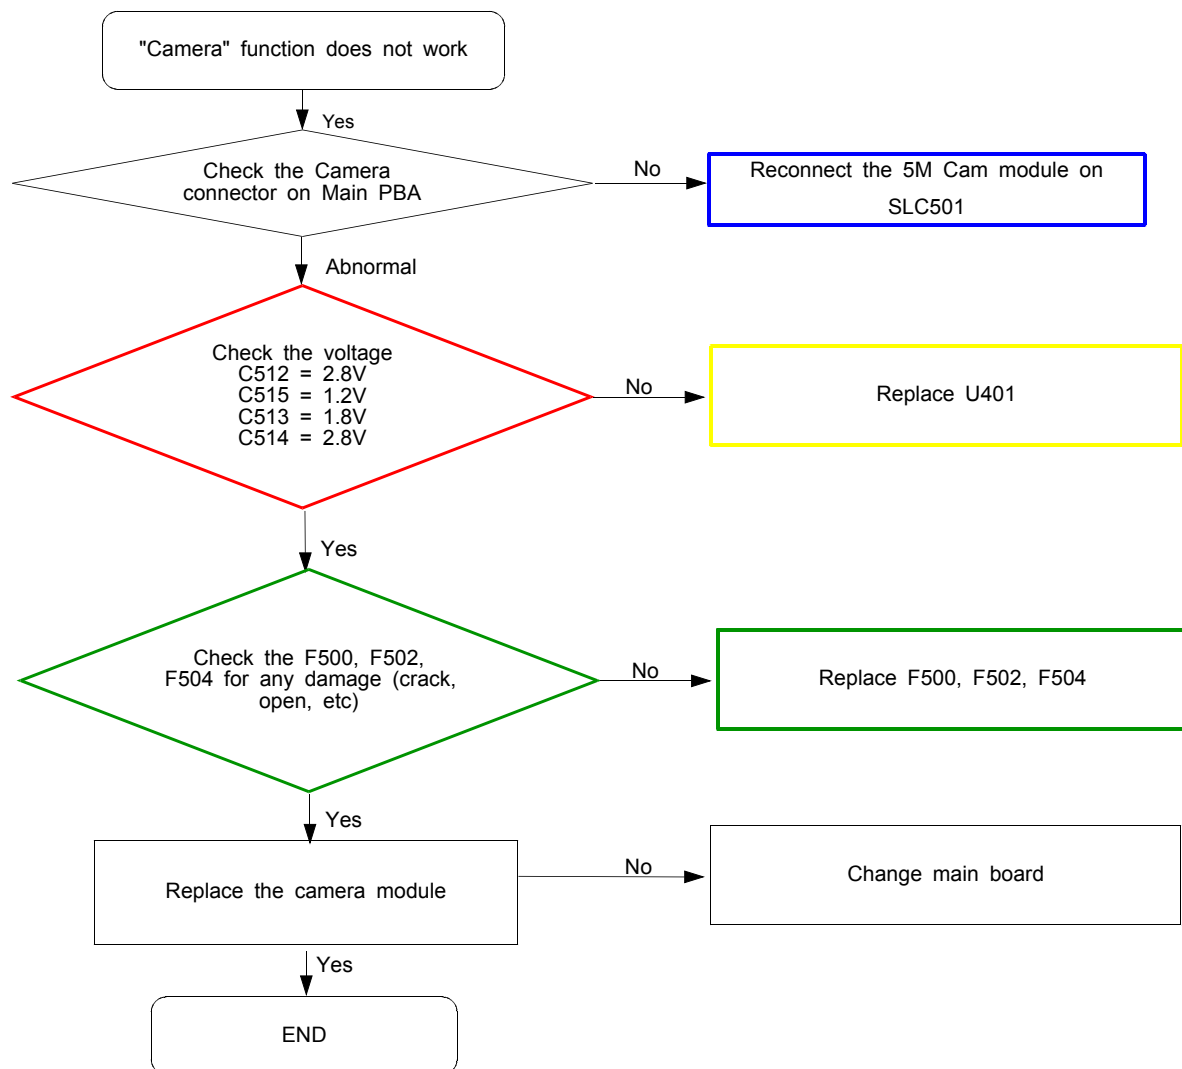 "Camera" function does not work
Yes
Check the Camera
connector on Main PBA
No
Reconnect the 5M Cam module on
SLC501
Abnormal
Check the voltage
C512 = 2.8V
C515 = 1.2V
C513 = 1.8V
C514 = 2.8V
No
Replace U401
Yes
Check the F500, F502,
F504 for any damage (crack,
open, etc)
No
Replace F500, F502, F504
Yes
Replace the camera module
No
Change main board
Yes
END